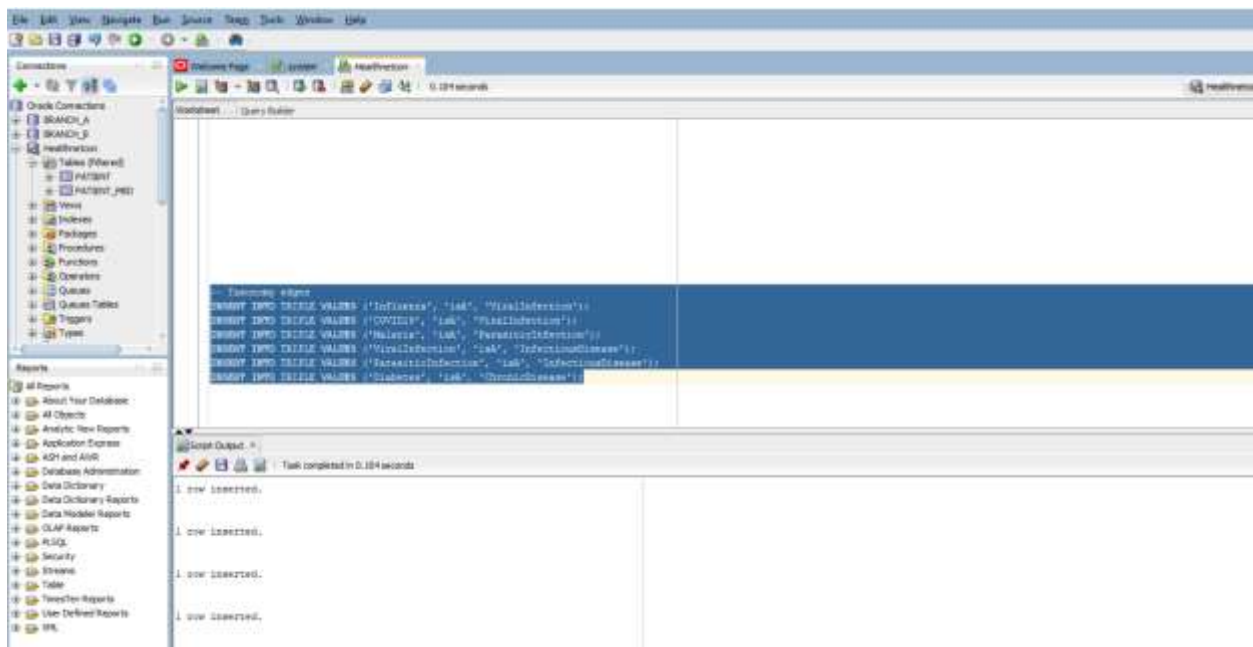 File Edit View Navigate Run Source Team Tools Window Help
Connections
Oracle Connections
BRANCH_A
BRANCH_B
Tables (Filtered)
PATIENT
PATIENT_MED
Views
Indexes
Packages
Procedures
Functions
Operators
Queues
Queues Tables
Triggers
Types
Reports
All Reports
About Your Database
All Objects
Analytic View Reports
Application Express
ASH and AWR
Database Administration
Data Dictionary
Data Dictionary Reports
Data Modeler Reports
OLAP Reports
PLSQL
Security
Streams
Table
TimesTen Reports
User Defined Reports
XML
Welcome Page system
0.184 seconds
Worksheet Query Builder
-- Taxonomy edges
INSERT INTO TRIPLE VALUES ('Influenza', 'isA', 'ViralInfection');
INSERT INTO TRIPLE VALUES ('COVID19', 'isA', 'ViralInfection');
INSERT INTO TRIPLE VALUES ('Malaria', 'isA', 'ParasiticInfection');
INSERT INTO TRIPLE VALUES ('ViralInfection', 'isA', 'InfectiousDisease');
INSERT INTO TRIPLE VALUES ('ParasiticInfection', 'isA', 'InfectiousDisease');
INSERT INTO TRIPLE VALUES ('Diabetes', 'isA', 'ChronicDisease');
Script Output
Task completed in 0.184 seconds
1 row inserted.
1 row inserted.
1 row inserted.
1 row inserted.